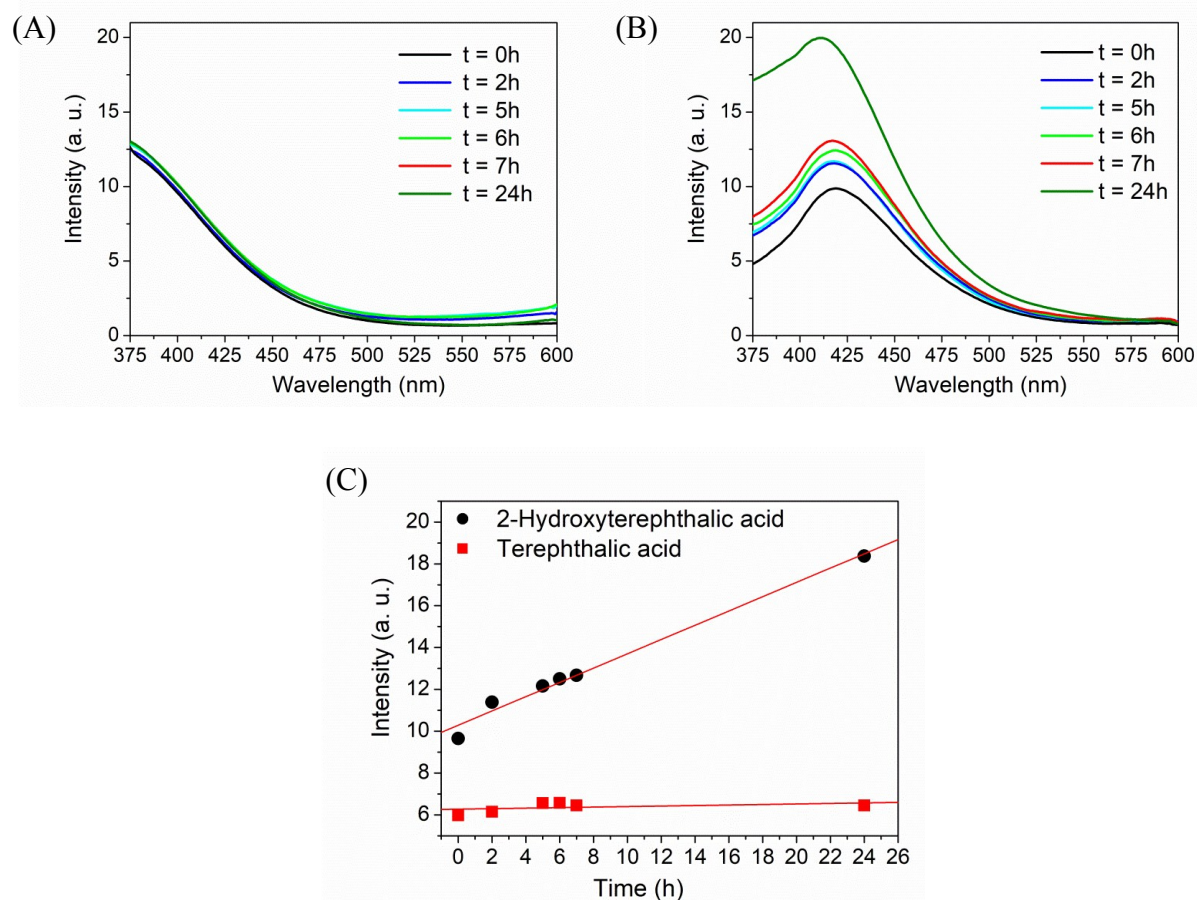 (A)
20
15
10
5
0
Intensity (a. u.)
t = 0h
t = 2h
t = 5h
t = 6h
t = 7h
t = 24h
375 400 425 450 475 500 525 550 575 600
Wavelength (nm)
(B)
20
15
10
5
0
Intensity (a. u.)
t = 0h
t = 2h
t = 5h
t = 6h
t = 7h
t = 24h
375 400 425 450 475 500 525 550 575 600
Wavelength (nm)
(C)
20
18
16
14
12
10
8
6
Intensity (a. u.)
2-Hydroxyterephthalic acid
Terephthalic acid
0 2 4 6 8 10 12 14 16 18 20 22 24 26
Time (h)